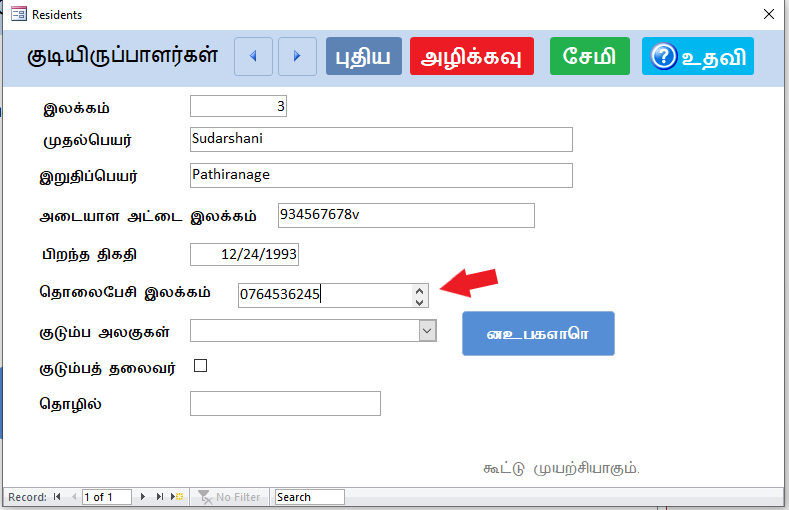 Residents
குடியிருப்பாளர்கள் புதிய அழிக்கவு சேமி ? உதவி
இலக்கம் 3
முதல்பெயர் Sudarshani
இறுதிப்பெயர் Pathiranage
அடையாள அட்டை இலக்கம் 934567678v
பிறந்த திகதி 12/24/1993
தொலைபேசி இலக்கம் 0764536245
குடும்ப அலகுகள்
குடும்பத் தலைவர்
தொழில்
கூட்டு முயற்சியாகும்.
Record: 1 of 1 No Filter Search